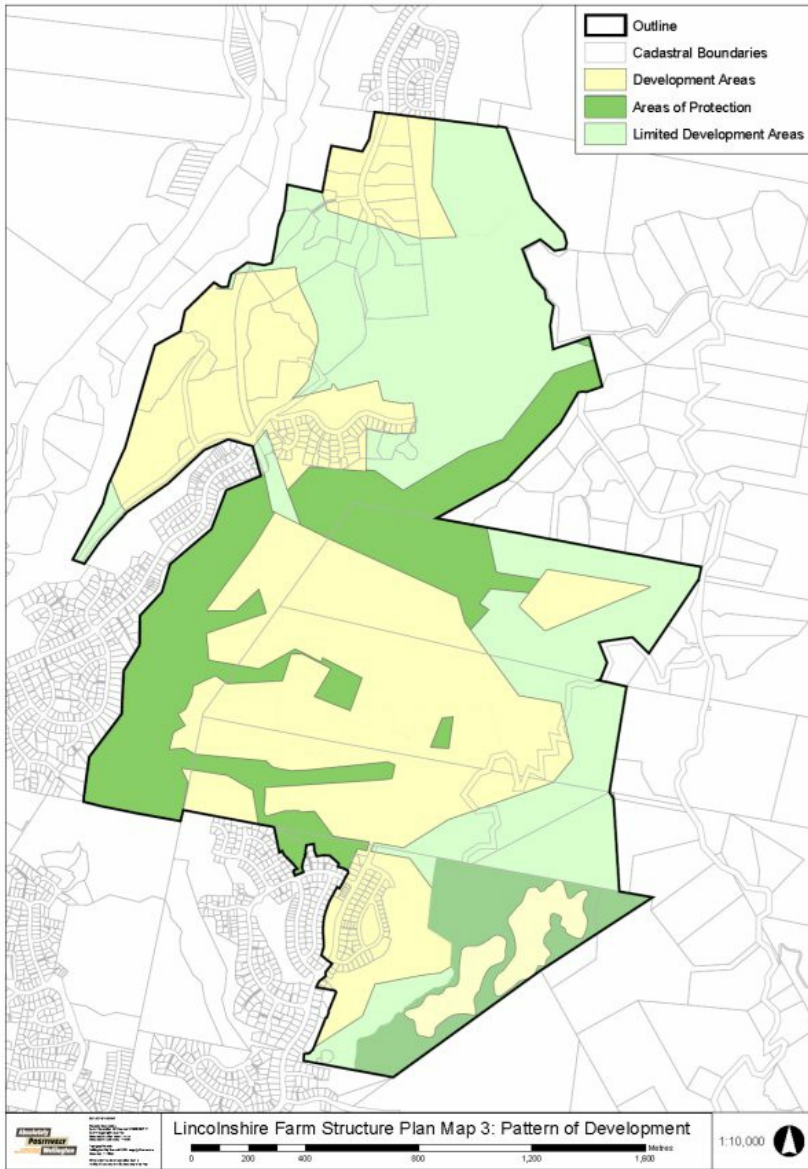 Outline
Cadastral Boundaries
Development Areas
Areas of Protection
Limited Development Areas
Absolutely
POSITIVELY
Wellington
Lincolnshire Farm Structure Plan Map 3: Pattern of Development
0 200 400 800 1,200 1,600 Metres
1:10,000